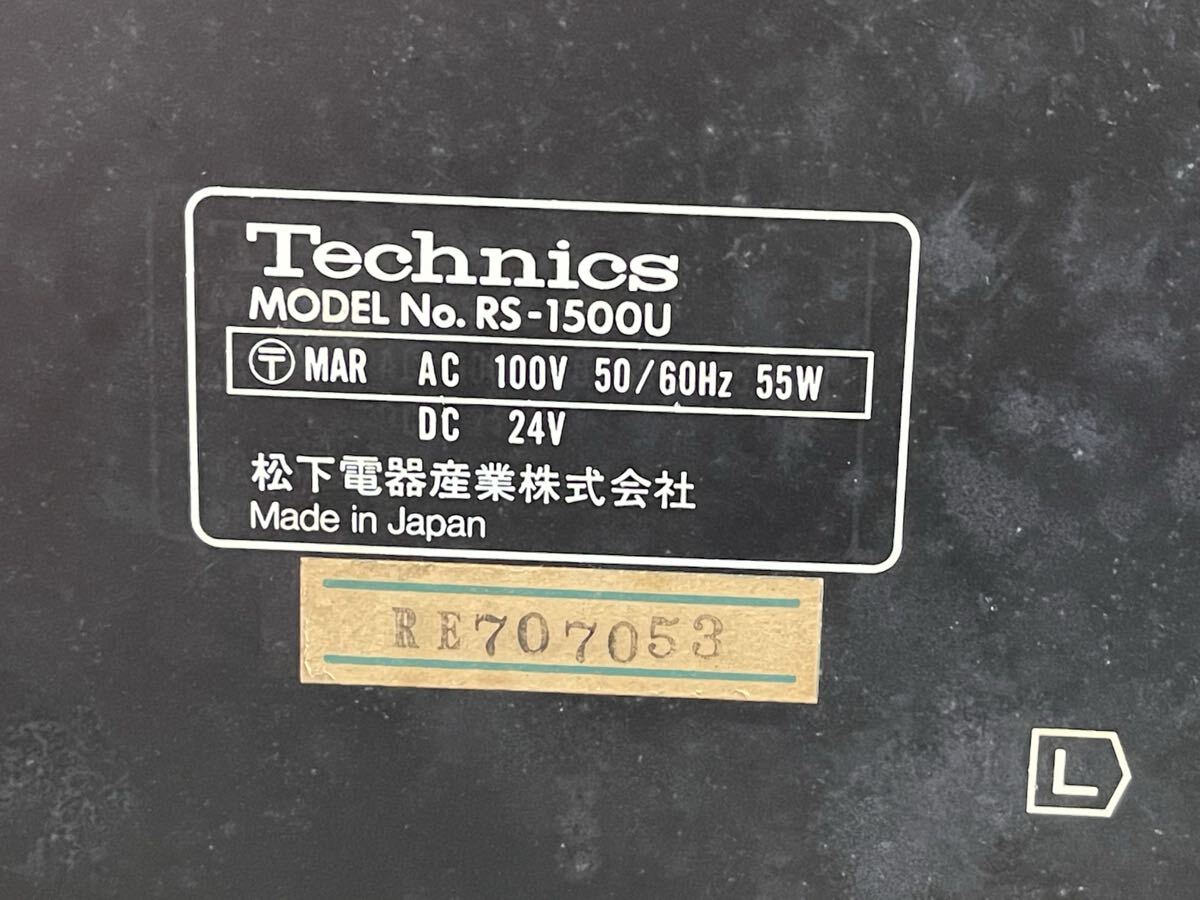 Technics
MODEL No. RS-1500U
〒 MAR AC 100V 50/60Hz 55W
DC 24V
松下電器産業株式会社
Made in Japan
RE707053
L